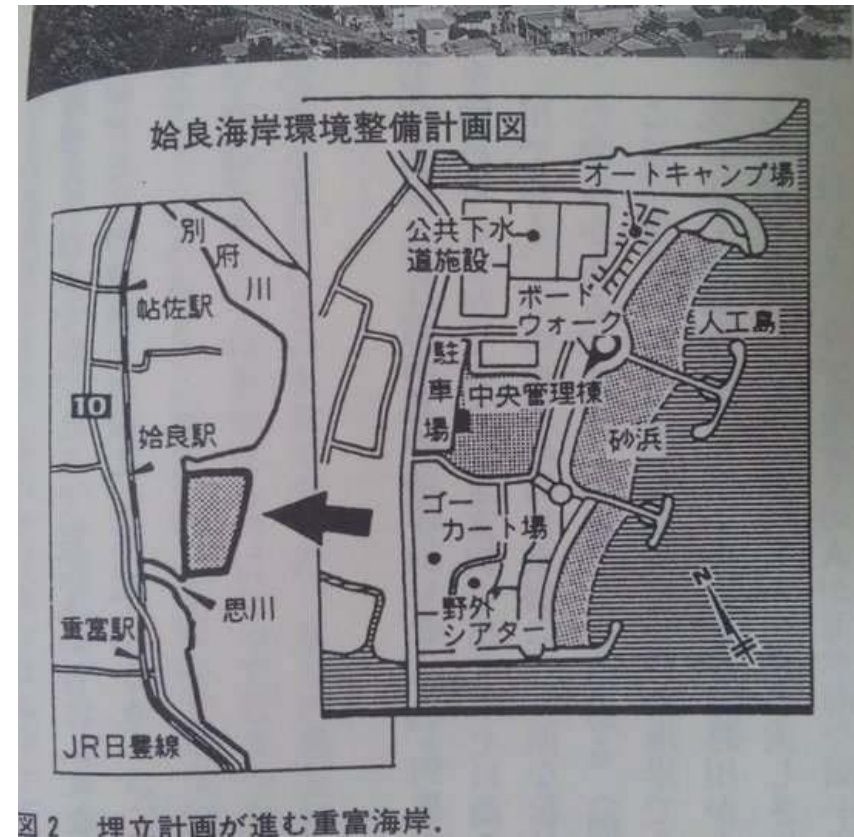 姶良海岸環境整備計画図
オートキャンプ場
公共下水
道施設
ボード
ウォーク
人工島
駐車場
中央管理棟
砂浜
ゴー
カート場
野外
シアター
N
別府川
帖佐駅
10
姶良駅
思川
重富駅
JR日豊線
図2 埋立計画が進む重富海岸.